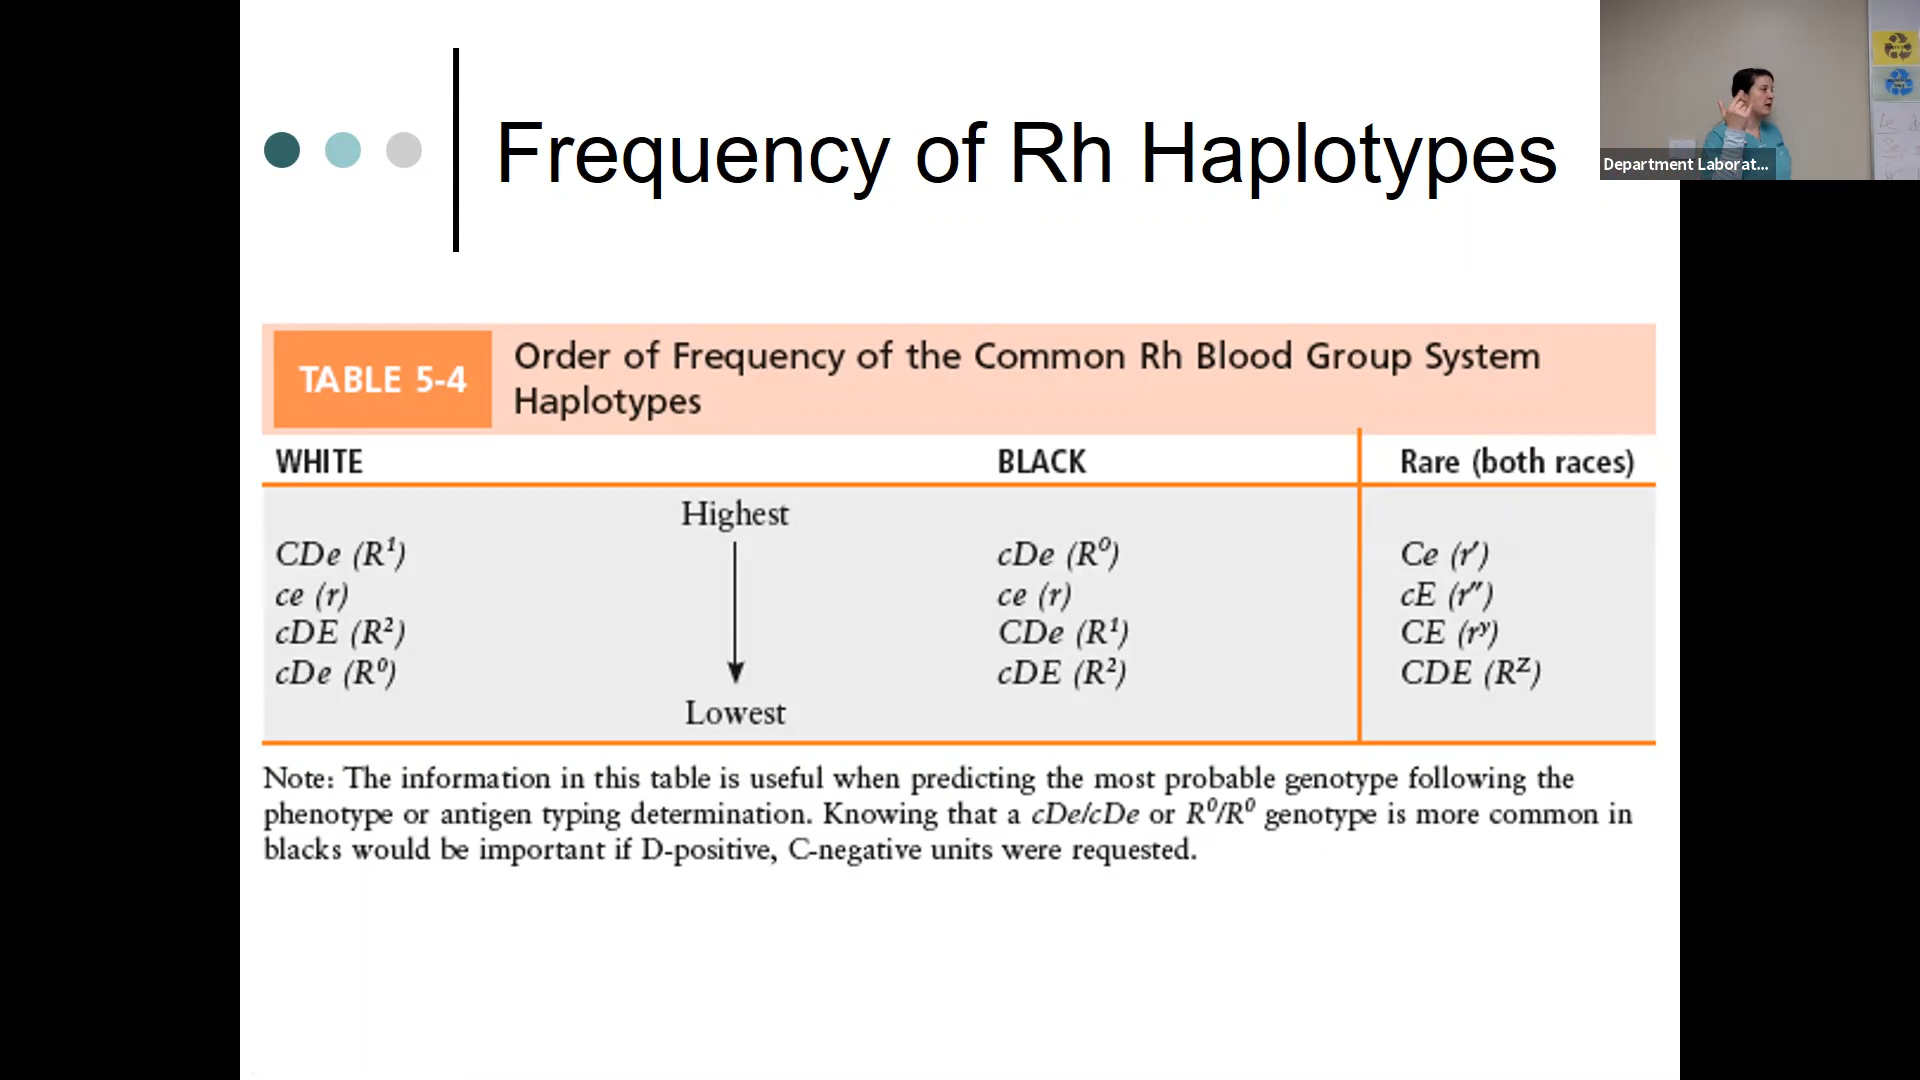 Frequency of Rh Haplotypes
Department Laborat...
TABLE 5-4
Order of Frequency of the Common Rh Blood Group System
Haplotypes
WHITE BLACK Rare (both races)
Highest
CDe (R¹) cDe (R⁰) Ce (r′)
ce (r) ce (r) cE (r″)
cDE (R²) CDe (R¹) CE (rʸ)
cDe (R⁰) cDE (R²) CDE (Rᶻ)
Lowest
Note: The information in this table is useful when predicting the most probable genotype following the
phenotype or antigen typing determination. Knowing that a cDe/cDe or R⁰/R⁰ genotype is more common in
blacks would be important if D-positive, C-negative units were requested.